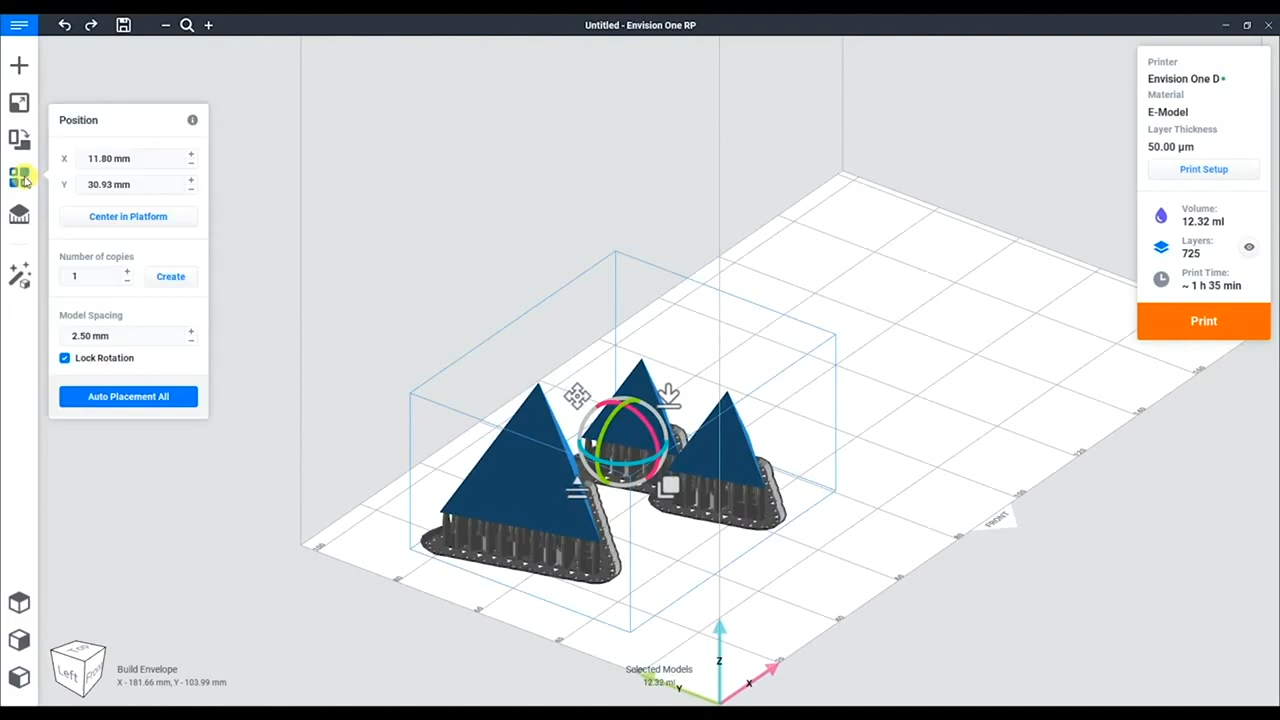 Untitled - Envision One RP
Position
X 11.80 mm
Y 30.93 mm
Center in Platform
Number of copies
1 Create
Model Spacing
2.50 mm
Lock Rotation
Auto Placement All
Printer
Envision One D
Material
E-Model
Layer Thickness
50.00 µm
Print Setup
Volume:
12.32 ml
Layers:
725
Print Time:
~ 1 h 35 min
Print
FRONT
Top
Left
Build Envelope
X - 181.66 mm, Y - 103.99 mm
Selected Models
12.32 ml
Z
X
Y